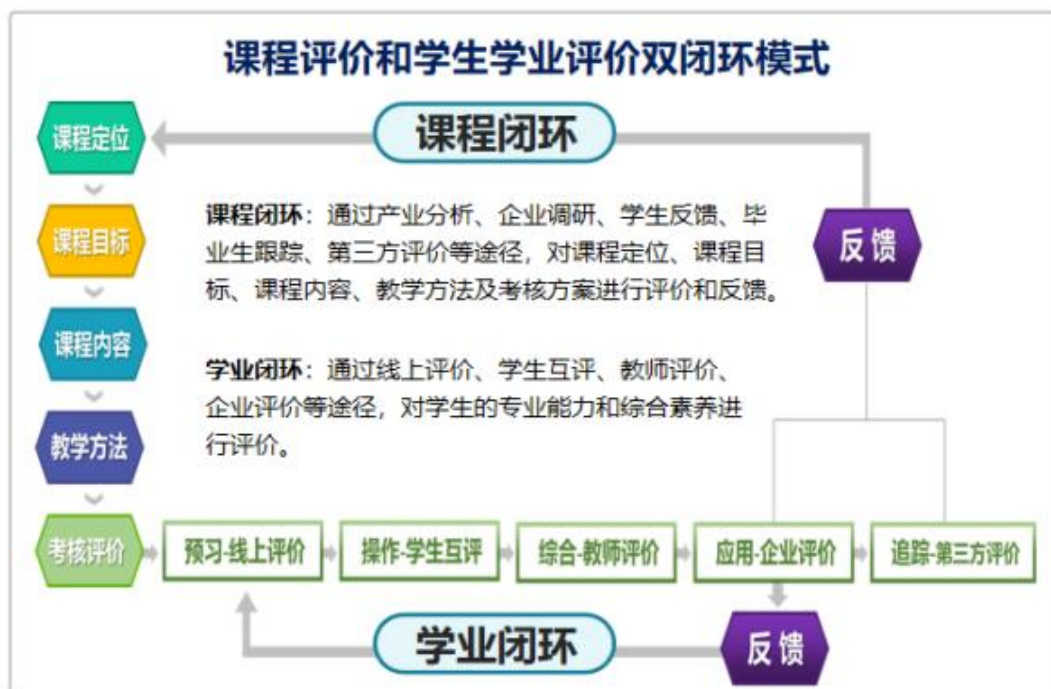 课程评价和学生学业评价双闭环模式
课程定位
课程闭环
课程闭环：通过产业分析、企业调研、学生反馈、毕
业生跟踪、第三方评价等途径，对课程定位、课程目
标、课程内容、教学方法及考核方案进行评价和反馈。
反馈
课程目标
课程内容
学业闭环：通过线上评价、学生互评、教师评价、
企业评价等途径，对学生的专业能力和综合素养进
行评价。
教学方法
考核评价
预习-线上评价
操作-学生互评
综合-教师评价
应用-企业评价
追踪-第三方评价
学业闭环
反馈